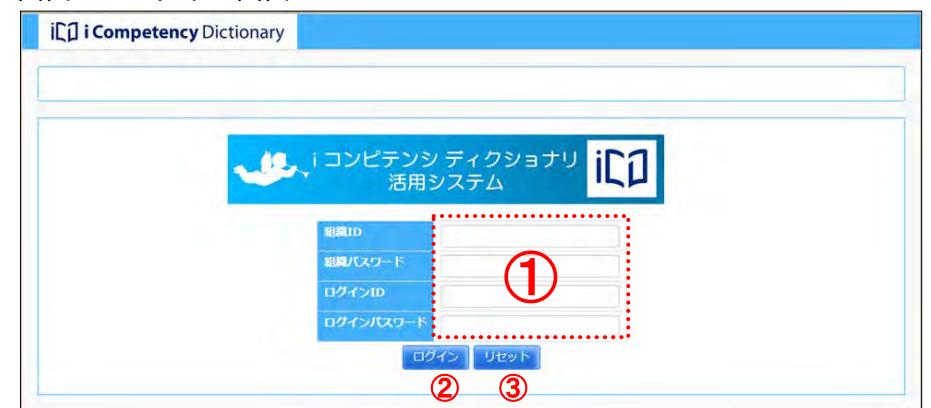 iCD i Competency Dictionary
i コンピテンシ ディクショナリ
活用システム
iCD
組織ID
組織パスワード
ログインID
ログインパスワード
①
ログイン リセット
② ③